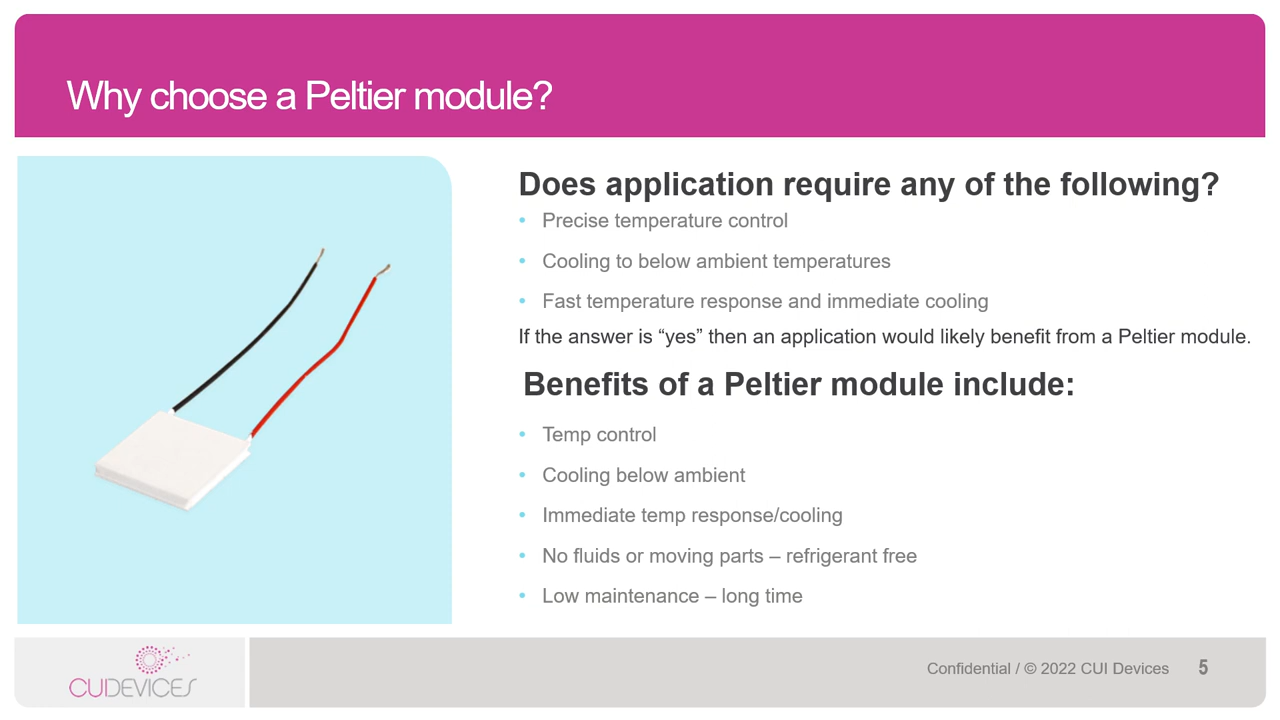 Why choose a Peltier module?
Does application require any of the following?
• Precise temperature control
• Cooling to below ambient temperatures
• Fast temperature response and immediate cooling
If the answer is “yes” then an application would likely benefit from a Peltier module.
Benefits of a Peltier module include:
• Temp control
• Cooling below ambient
• Immediate temp response/cooling
• No fluids or moving parts – refrigerant free
• Low maintenance – long time
CUIDEVICES
Confidential / © 2022 CUI Devices 5